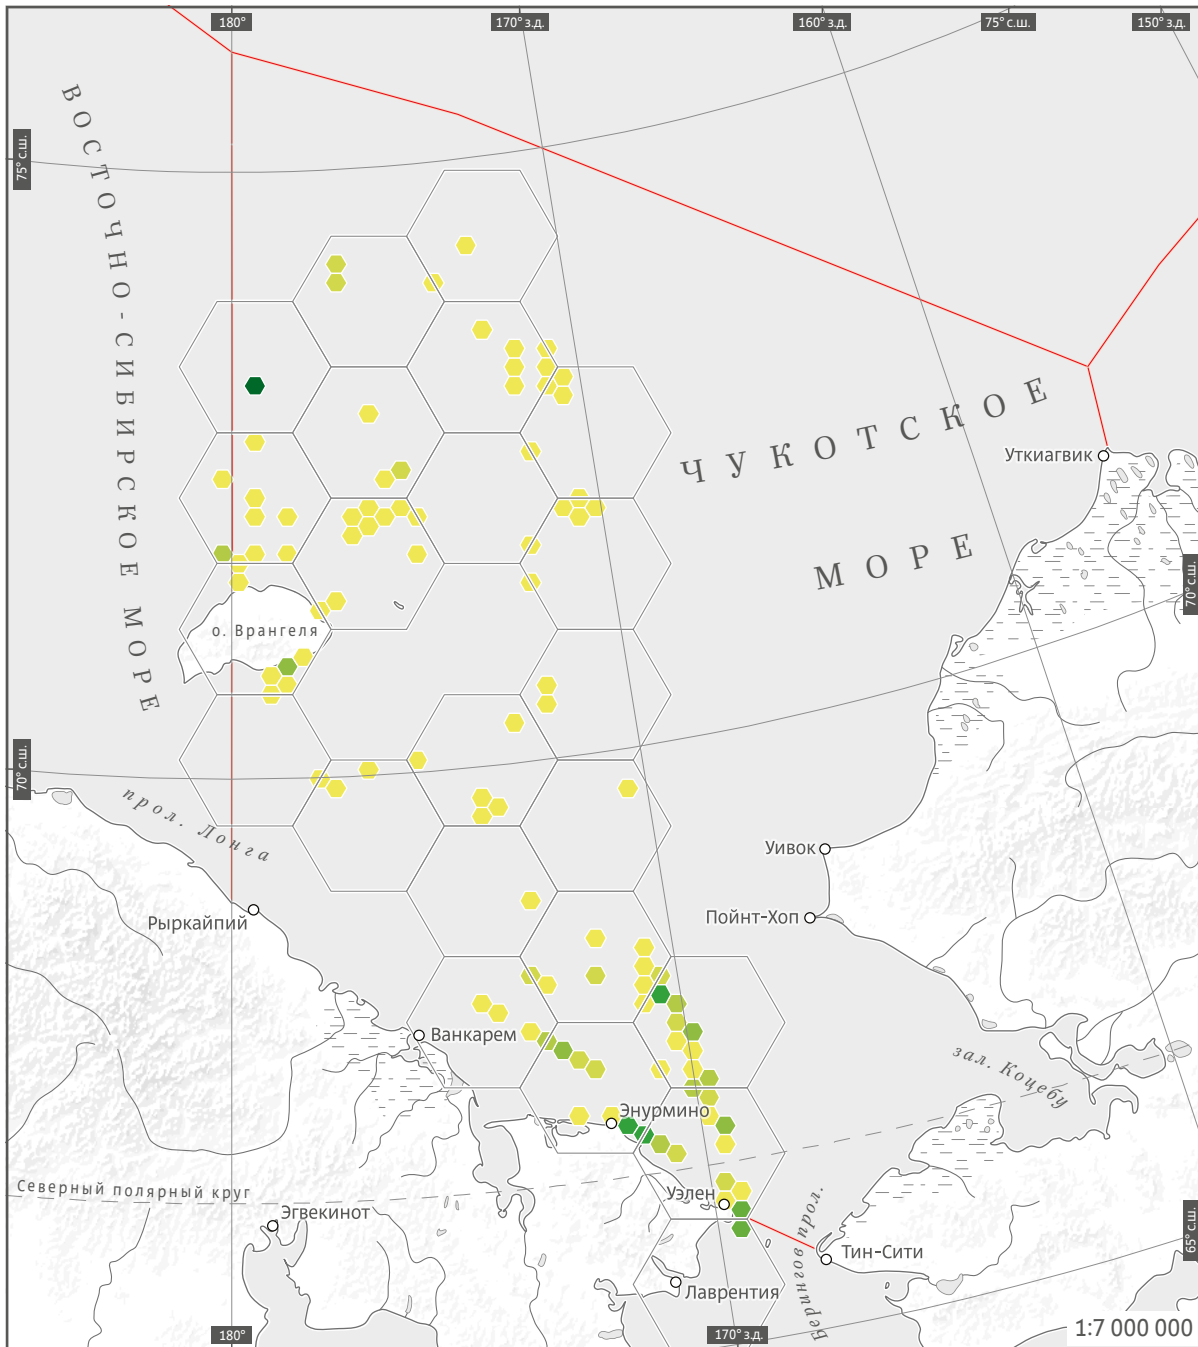 180°
170° з.д.
160° з.д.
75° с.ш.
150° з.д.
75° с.ш.
ВОСТОЧНО-СИБИРСКОЕ МОРЕ
ЧУКОТСКОЕ
МОРЕ
Уткиагвик
70° с.ш.
о. Врангеля
70° с.ш.
прол. Лонга
Уивок
Рыркайпий
Пойнт-Хоп
Ванкарем
зал. Коцебу
Энурмино
Северный полярный круг
Уэлен
Эгвекинот
65° с.ш.
Берингов прол.
Тин-Сити
Лаврентия
180°
170° з.д.
1:7 000 000